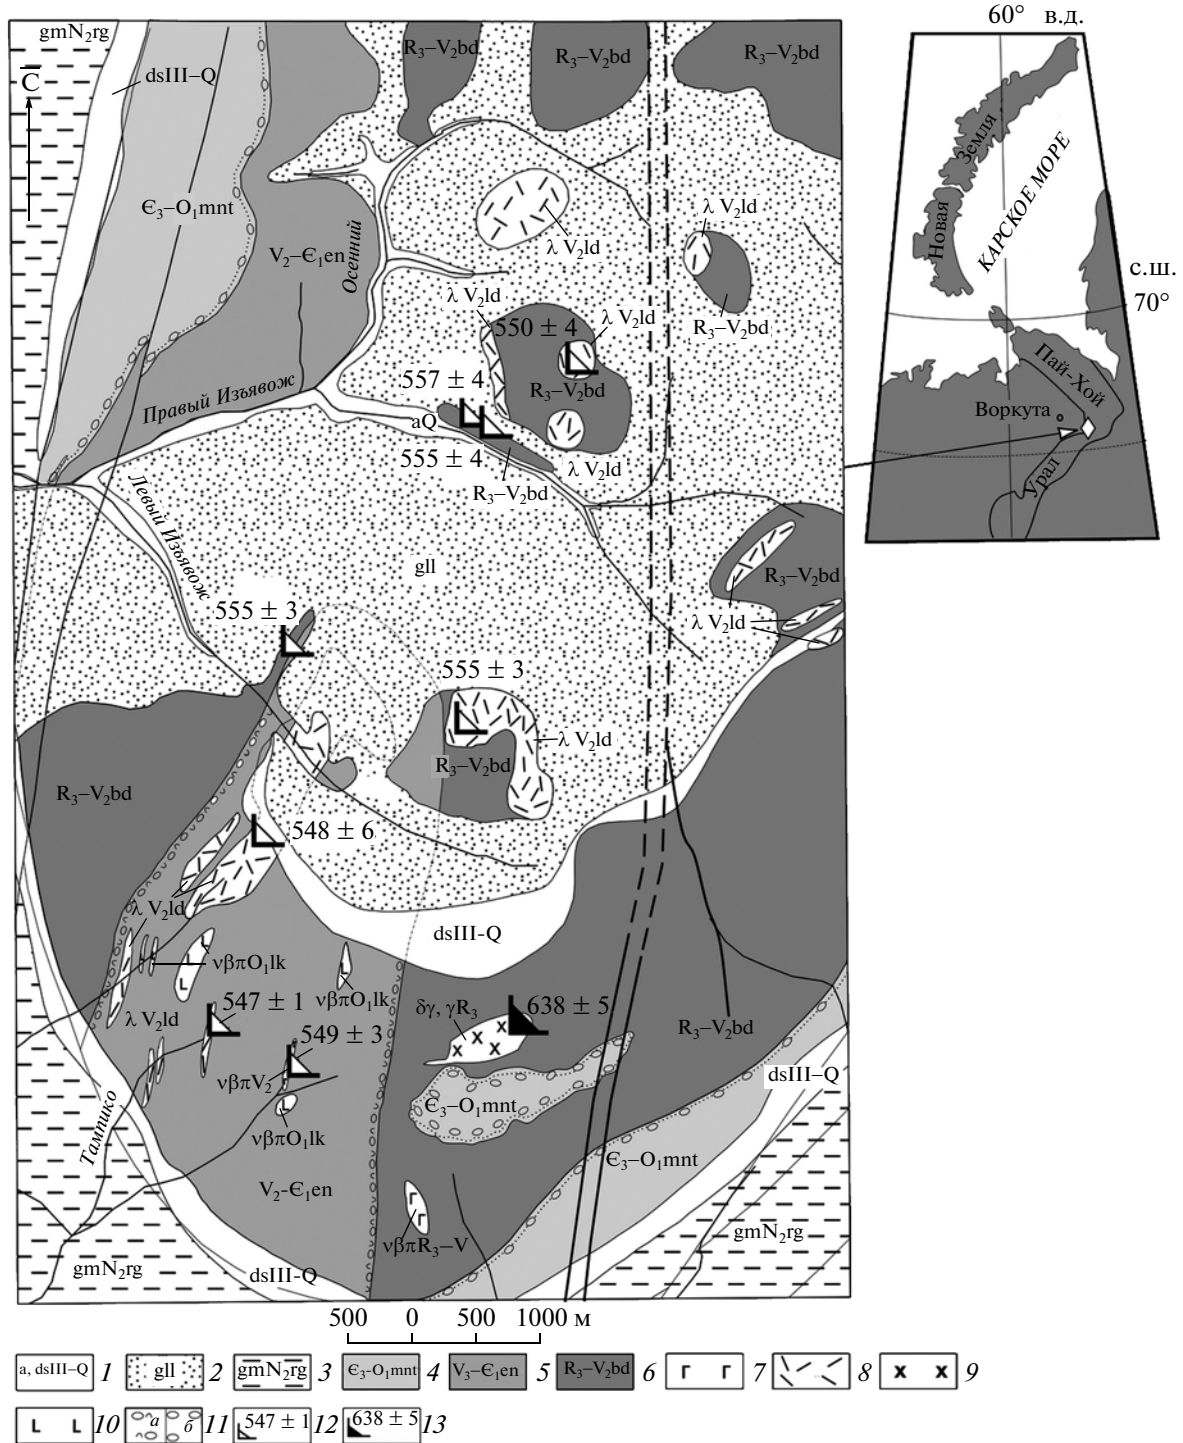 gmN₂rg
dsIII–Q
C̅
Є₃–O₁mnt
V₂–Є₁en
Осенний
R₃–V₂bd
R₃–V₂bd
R₃–V₂bd
λ V₂ld
λ V₂ld
R₃–V₂bd
λ V₂ld
550 ± 4
λ V₂ld
557 ± 4
R₃–V₂bd
Правый Изъявож
aQ
555 ± 4
λ V₂ld
R₃–V₂bd
Левый Изъявож
gII
R₃–V₂bd
555 ± 3
λ V₂ld
555 ± 3
λ V₂ld
R₃–V₂bd
R₃–V₂bd
548 ± 6
λ V₂ld
dsIII-Q
νβπO₁lk
νβπO₁lk
λ V₂ld
547 ± 1
549 ± 3
δγ, γR₃
638 ± 5
R₃–V₂bd
νβπV₂
dsIII–Q
Тампико
Є₃–O₁mnt
νβπO₁lk
Є₃–O₁mnt
V₂-Є₁en
νβπR₃–V
gmN₂rg
gmN₂rg
dsIII-Q
500 0 500 1000 м
60° в.д.
Новая Земля
КАРСКОЕ МОРЕ
с.ш.
70°
Пай-Хой
Воркута
Урал
a, dsIII–Q 1 gII 2 gmN₂rg 3 Є₃-O₁mnt 4 V₃–Є₁en 5 R₃–V₂bd 6 Г Г 7 8 x x 9
L L 10 а б 11 547 ± 1 12 638 ± 5 13